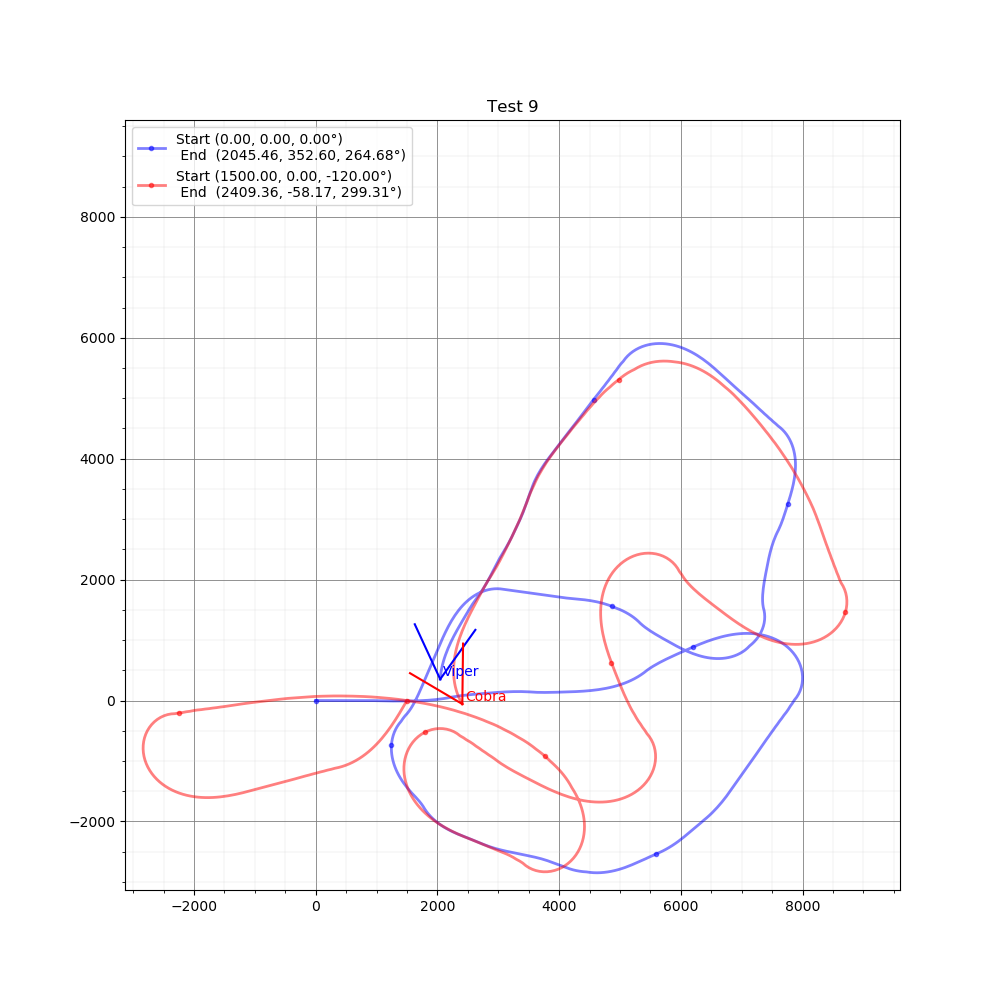 Test 9
Start (0.00, 0.00, 0.00°)
End (2045.46, 352.60, 264.68°)
Start (1500.00, 0.00, -120.00°)
End (2409.36, -58.17, 299.31°)
8000
6000
4000
2000
0
−2000
Viper
Cobra
−2000 0 2000 4000 6000 8000